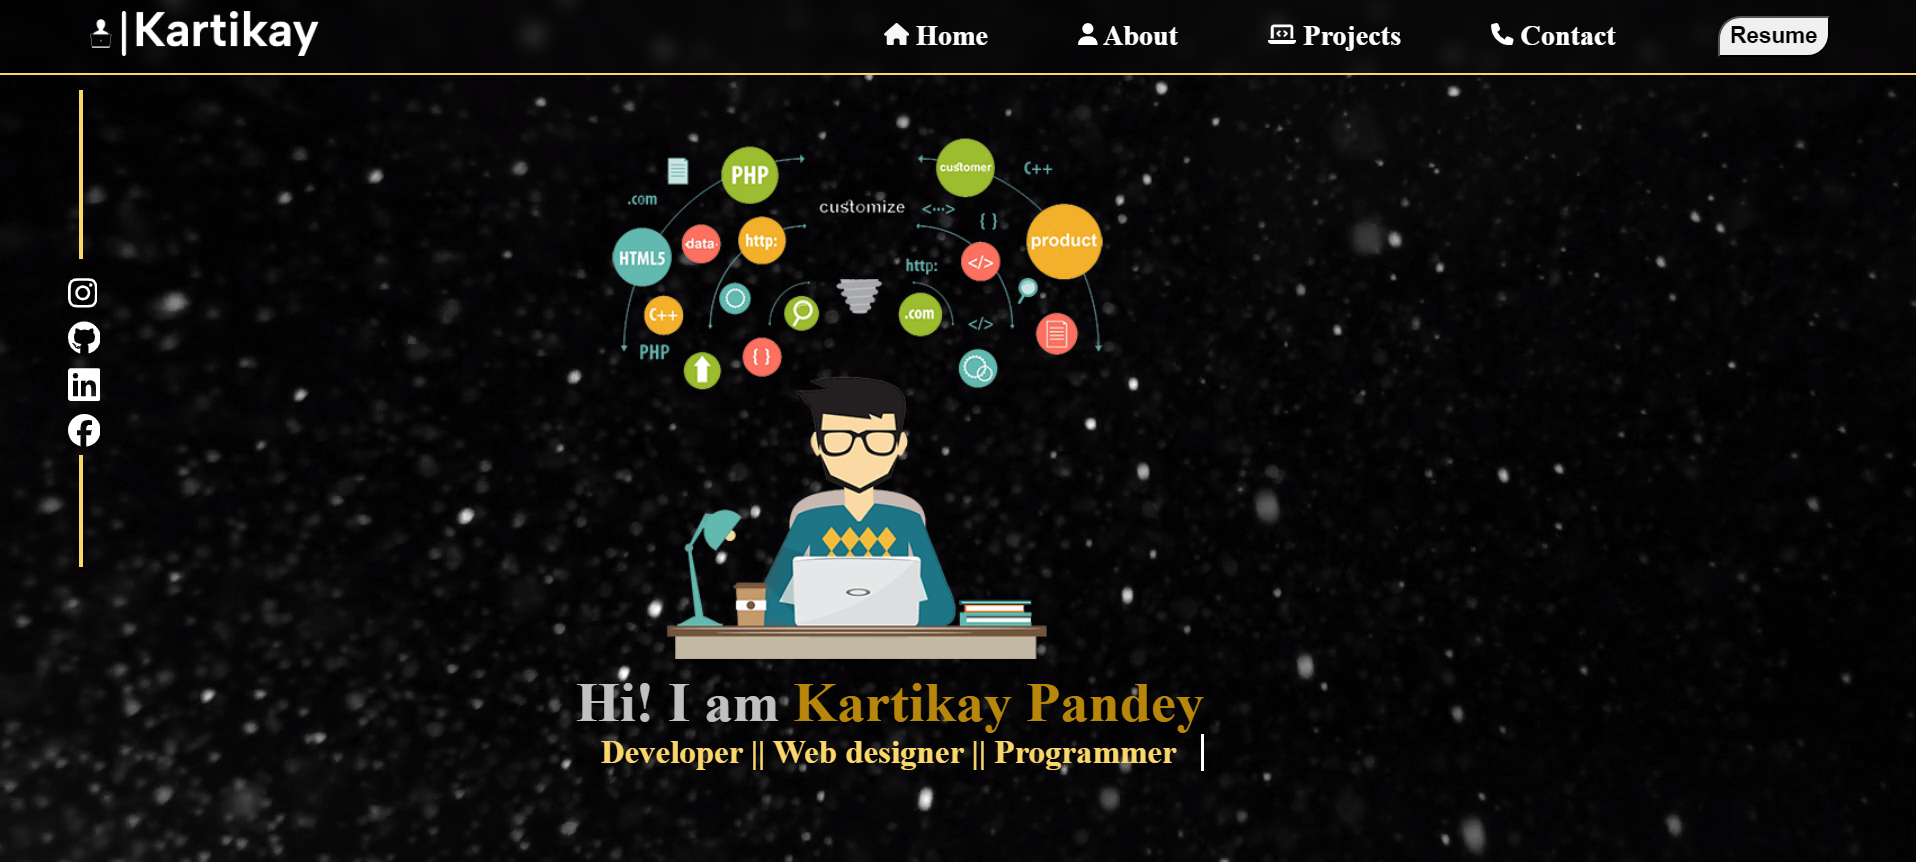 |Kartikay
Home
About
Projects
Contact
Resume
PHP
customer
C++
.com
customize
<...>
{ }
data
http:
product
HTML5
http:
</>
C++
.com
</>
PHP
{ }
in
Hi! I am Kartikay Pandey
Developer || Web designer || Programmer